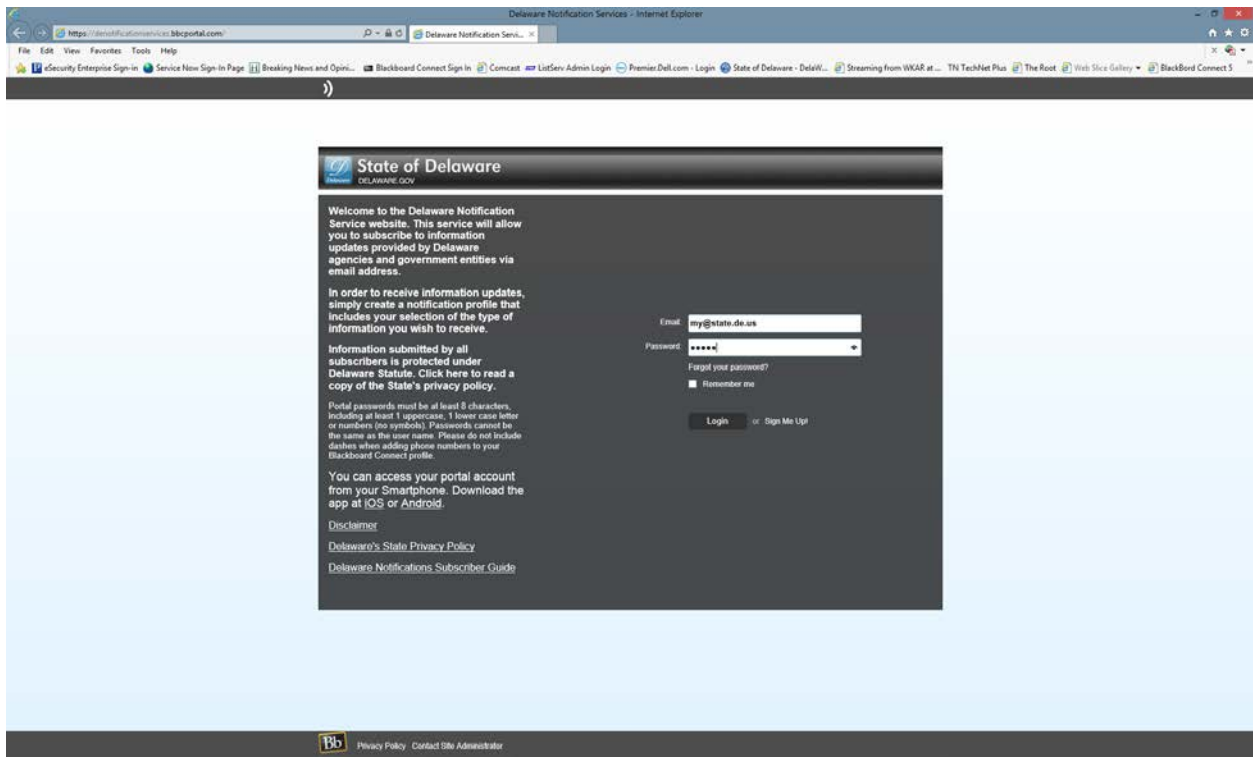 Delaware Notification Services - Internet Explorer
https://denotificationservices.bbcportal.com/
Delaware Notification Servi...
File Edit View Favorites Tools Help
eSecurity Enterprise Sign-in Service Now Sign-In Page Breaking News and Opini... Blackboard Connect Sign In Comcast ListServ Admin Login Premier.Dell.com - Login State of Delaware - DelaW... Streaming from WKAR at ... TN TechNet Plus The Root Web Slice Gallery BlackBord Connect 5
State of Delaware
DELAWARE.GOV
Welcome to the Delaware Notification
Service website. This service will allow
you to subscribe to information
updates provided by Delaware
agencies and government entities via
email address.
In order to receive information updates,
simply create a notification profile that
includes your selection of the type of
information you wish to receive.
Information submitted by all
subscribers is protected under
Delaware Statute. Click here to read a
copy of the State's privacy policy.
Portal passwords must be at least 8 characters,
including at least 1 uppercase, 1 lower case letter
or numbers (no symbols). Passwords cannot be
the same as the user name. Please do not include
dashes when adding phone numbers to your
Blackboard Connect profile.
You can access your portal account
from your Smartphone. Download the
app at iOS or Android.
Disclaimer
Delaware's State Privacy Policy
Delaware Notifications Subscriber Guide
Email: my@state.de.us
Password: •••••
Forgot your password?
Remember me
Login or Sign Me Up!
Bb Privacy Policy Contact Site Administrator